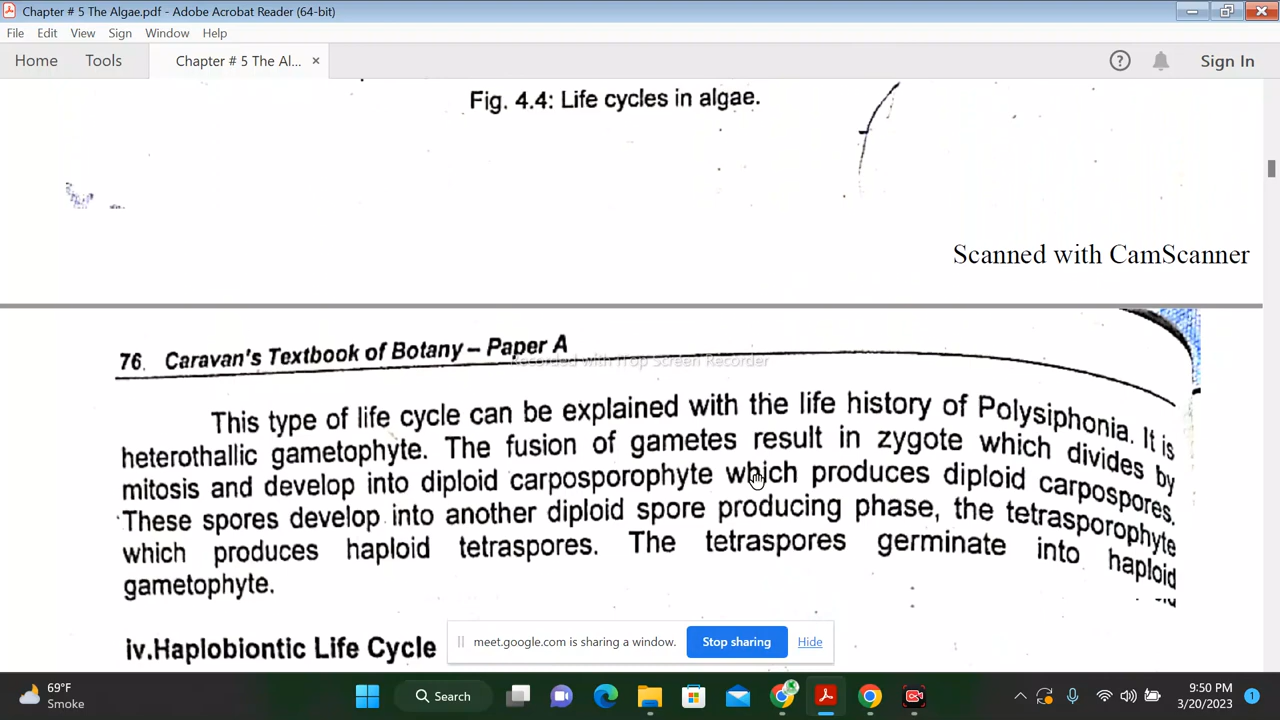 Chapter # 5 The Algae.pdf - Adobe Acrobat Reader (64-bit)
File Edit View Sign Window Help
Home Tools Chapter # 5 The Al... × Sign In
Fig. 4.4: Life cycles in algae.
Scanned with CamScanner
76. Caravan's Textbook of Botany – Paper A
Recorded with iTop Screen Recorder
This type of life cycle can be explained with the life history of Polysiphonia. It is
heterothallic gametophyte. The fusion of gametes result in zygote which divides by
mitosis and develop into diploid carposporophyte which produces diploid carpospores.
These spores develop into another diploid spore producing phase, the tetrasporophyte
which produces haploid tetraspores. The tetraspores germinate into haploid
gametophyte.
iv.Haplobiontic Life Cycle
meet.google.com is sharing a window. Stop sharing Hide
69°F
Smoke
Search
9:50 PM
3/20/2023
1